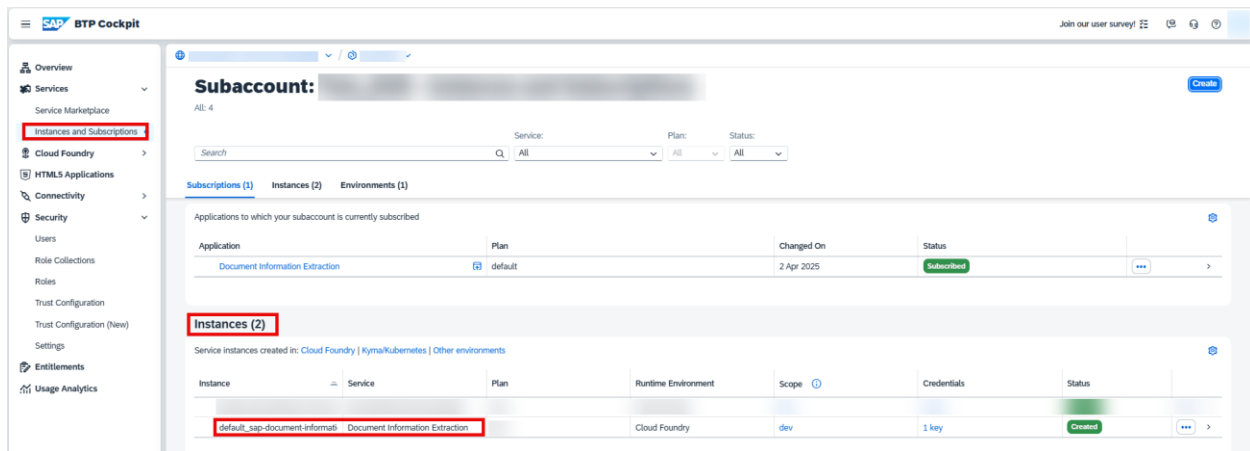 SAP BTP Cockpit
Join our user survey!
Overview
Services
Service Marketplace
Instances and Subscriptions
Cloud Foundry
HTML5 Applications
Connectivity
Security
Users
Role Collections
Roles
Trust Configuration
Trust Configuration (New)
Settings
Entitlements
Usage Analytics
/
Subaccount:
Create
All: 4
Service: Plan: Status:
Search All All All
Subscriptions (1) Instances (2) Environments (1)
Applications to which your subaccount is currently subscribed
Application Plan Changed On Status
Document Information Extraction default 2 Apr 2025 Subscribed
Instances (2)
Service instances created in: Cloud Foundry | Kyma/Kubernetes | Other environments
Instance Service Plan Runtime Environment Scope Credentials Status
default_sap-document-informati Document Information Extraction Cloud Foundry dev 1 key Created